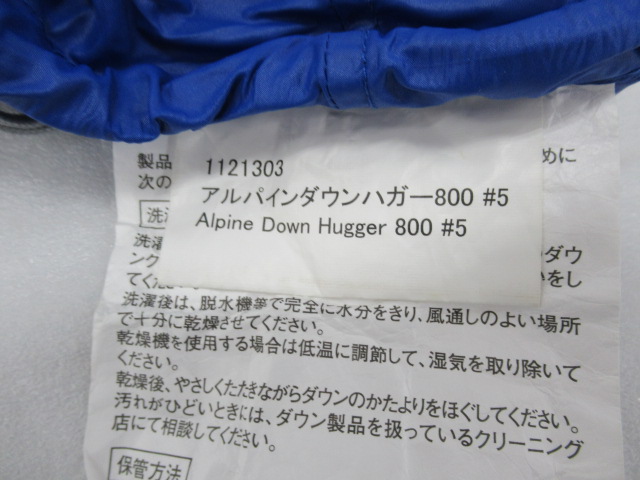 製品
めに
次の
1121303
アルパインダウンハガー800 #5
Alpine Down Hugger 800 #5
洗濯
ダウ
ンク
をし
てくださ
洗濯後は、脱水機等で完全に水分をきり、風通しのよい場所
で十分に乾燥させてください。
乾燥機を使用する場合は低温に調節して、湿気を取り除いて
ください。
乾燥後、やさしくたたきながらダウンのかたよりをほぐしてください。
汚れがひどいときには、ダウン製品を扱っているクリーニング
店にて相談してください。
保管方法